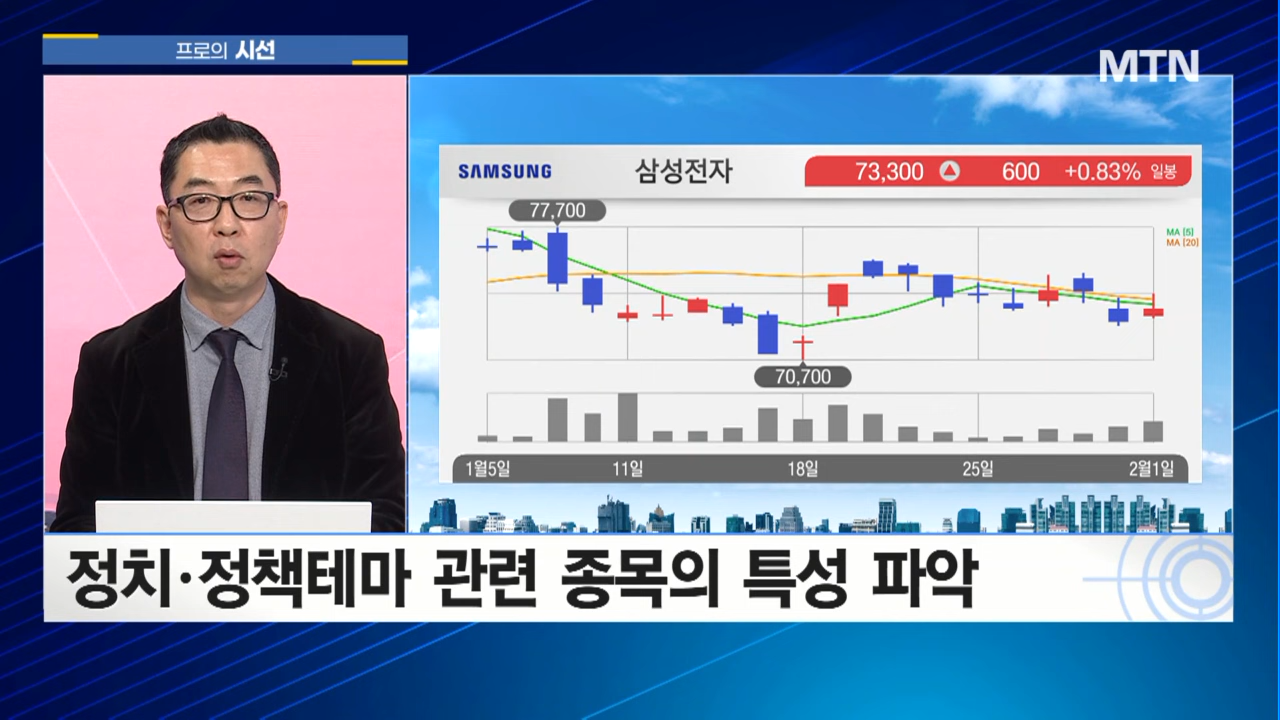 프로의 시선
MTN
SAMSUNG 삼성전자 73,300 600 +0.83% 일봉
77,700
MA [5]
MA [20]
70,700
1월5일 11일 18일 25일 2월1일
정치·정책테마 관련 종목의 특성 파악